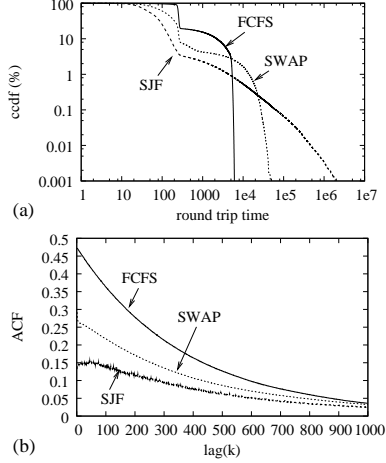 100
10
1
0.1
0.01
0.001
ccdf (%)
FCFS
SWAP
SJF
1 10 100 1000 1e4 1e5 1e6 1e7
round trip time
(a)
0.5
0.45
0.4
0.35
0.3
0.25
0.2
0.15
0.1
0.05
0
ACF
FCFS
SWAP
SJF
0 100 200 300 400 500 600 700 800 900 1000
lag(k)
(b)